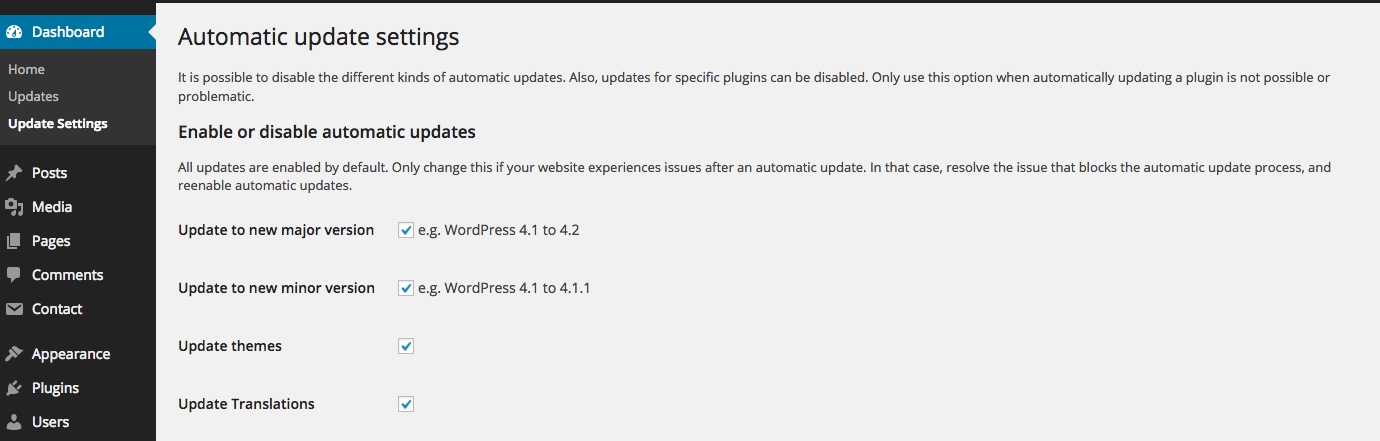 Dashboard
Home
Updates
Update Settings
Posts
Media
Pages
Comments
Contact
Appearance
Plugins
Users
Automatic update settings
It is possible to disable the different kinds of automatic updates. Also, updates for specific plugins can be disabled. Only use this option when automatically updating a plugin is not possible or
problematic.
Enable or disable automatic updates
All updates are enabled by default. Only change this if your website experiences issues after an automatic update. In that case, resolve the issue that blocks the automatic update process, and
reenable automatic updates.
Update to new major version e.g. WordPress 4.1 to 4.2
Update to new minor version e.g. WordPress 4.1 to 4.1.1
Update themes
Update Translations